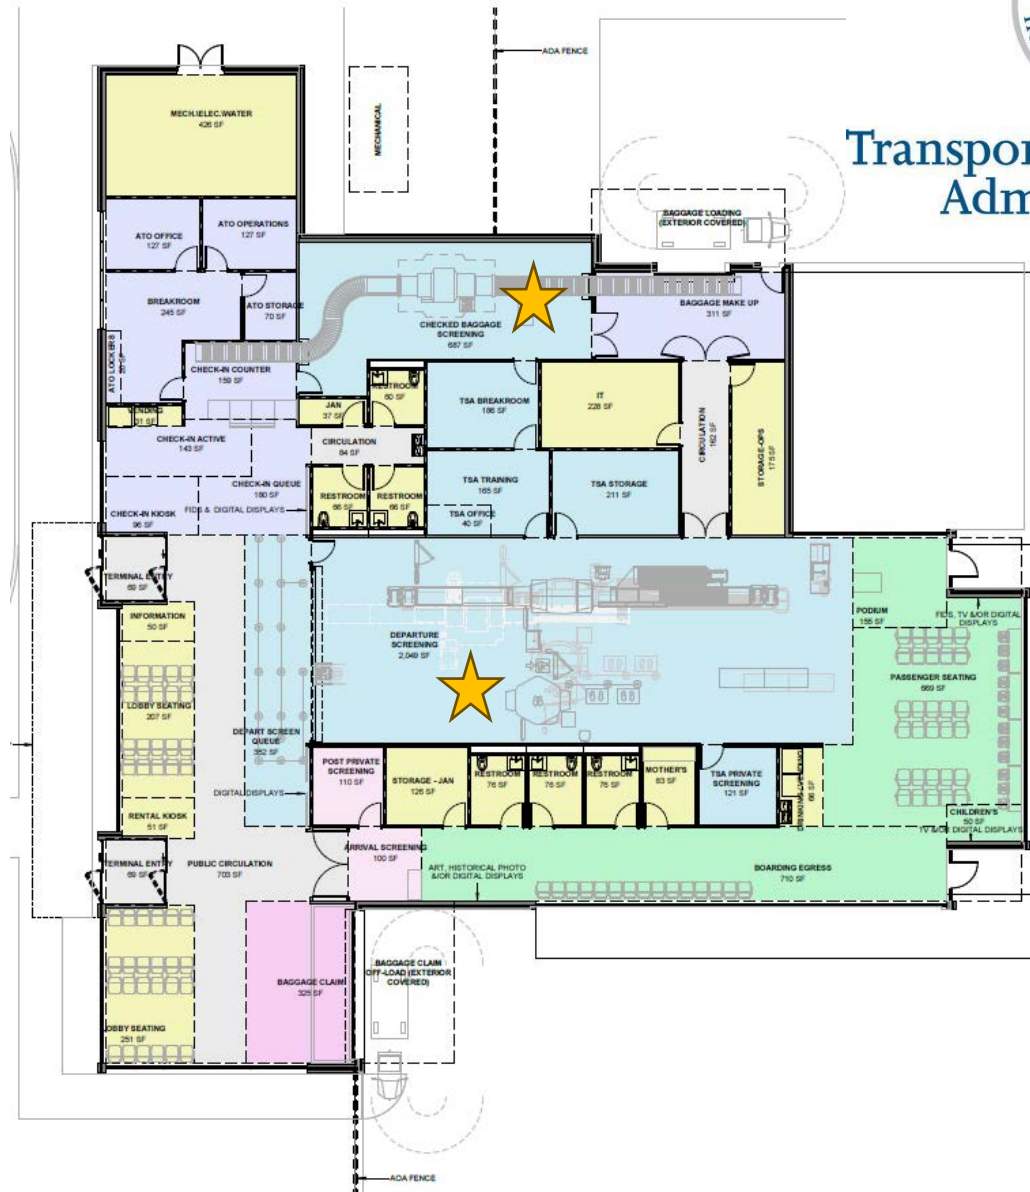 AOA FENCE
Transpor
Adm
MECH.\ELEC.\WATER
426 SF
MECHANICAL
ATO OFFICE
127 SF
ATO OPERATIONS
127 SF
BAGGAGE LOADING
(EXTERIOR COVERED)
BREAKROOM
245 SF
ATO STORAGE
70 SF
BAGGAGE MAKE UP
311 SF
CHECKED BAGGAGE
SCREENING
687 SF
ATO LOCKERS
CHECK-IN COUNTER
159 SF
RESTROOM
60 SF
TSA BREAKROOM
186 SF
IT
228 SF
CIRCULATION
162 SF
STORAGE-OPS
175 SF
VENDING
31 SF
JAN
37 SF
CHECK-IN ACTIVE
143 SF
CIRCULATION
84 SF
CHECK-IN QUEUE
180 SF
RESTROOM
66 SF
RESTROOM
66 SF
TSA TRAINING
165 SF
TSA STORAGE
211 SF
CHECK-IN KIOSK
96 SF
FIDS & DIGITAL DISPLAYS
TSA OFFICE
40 SF
TERMINAL ENTRY
69 SF
INFORMATION
50 SF
DEPARTURE
SCREENING
2,049 SF
PODIUM
155 SF
FIDS, TV &/OR DIGITAL
DISPLAYS
PASSENGER SEATING
669 SF
LOBBY SEATING
207 SF
DEPART SCREEN
QUEUE
352 SF
POST PRIVATE
SCREENING
110 SF
STORAGE - JAN
126 SF
RESTROOM
76 SF
RESTROOM
76 SF
RESTROOM
76 SF
MOTHER'S
83 SF
TSA PRIVATE
SCREENING
121 SF
66 SF
DIGITAL DISPLAYS
RENTAL KIOSK
51 SF
CHILDREN'S
50 SF
TV &/OR DIGITAL DISPLAYS
TERMINAL ENTRY
69 SF
PUBLIC CIRCULATION
703 SF
ARRIVAL SCREENING
100 SF
ART, HISTORICAL PHOTO
&/OR DIGITAL DISPLAYS
BOARDING EGRESS
710 SF
BAGGAGE CLAIM
325 SF
BAGGAGE CLAIM
OFF-LOAD (EXTERIOR
COVERED)
LOBBY SEATING
251 SF
AOA FENCE